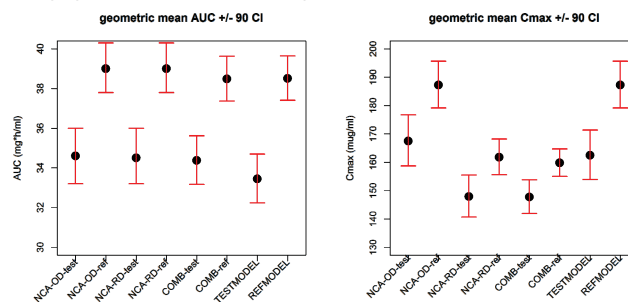 geometric mean AUC +/- 90 CI
AUC (mg*h/ml)
40
38
36
34
32
30
NCA-OD-test
NCA-OD-ref
NCA-RD-test
NCA-RD-ref
COMB-test
COMB-ref
TESTMODEL
REFMODEL
geometric mean Cmax +/- 90 CI
Cmax (mug/ml)
200
190
180
170
160
150
140
130
NCA-OD-test
NCA-OD-ref
NCA-RD-test
NCA-RD-ref
COMB-test
COMB-ref
TESTMODEL
REFMODEL